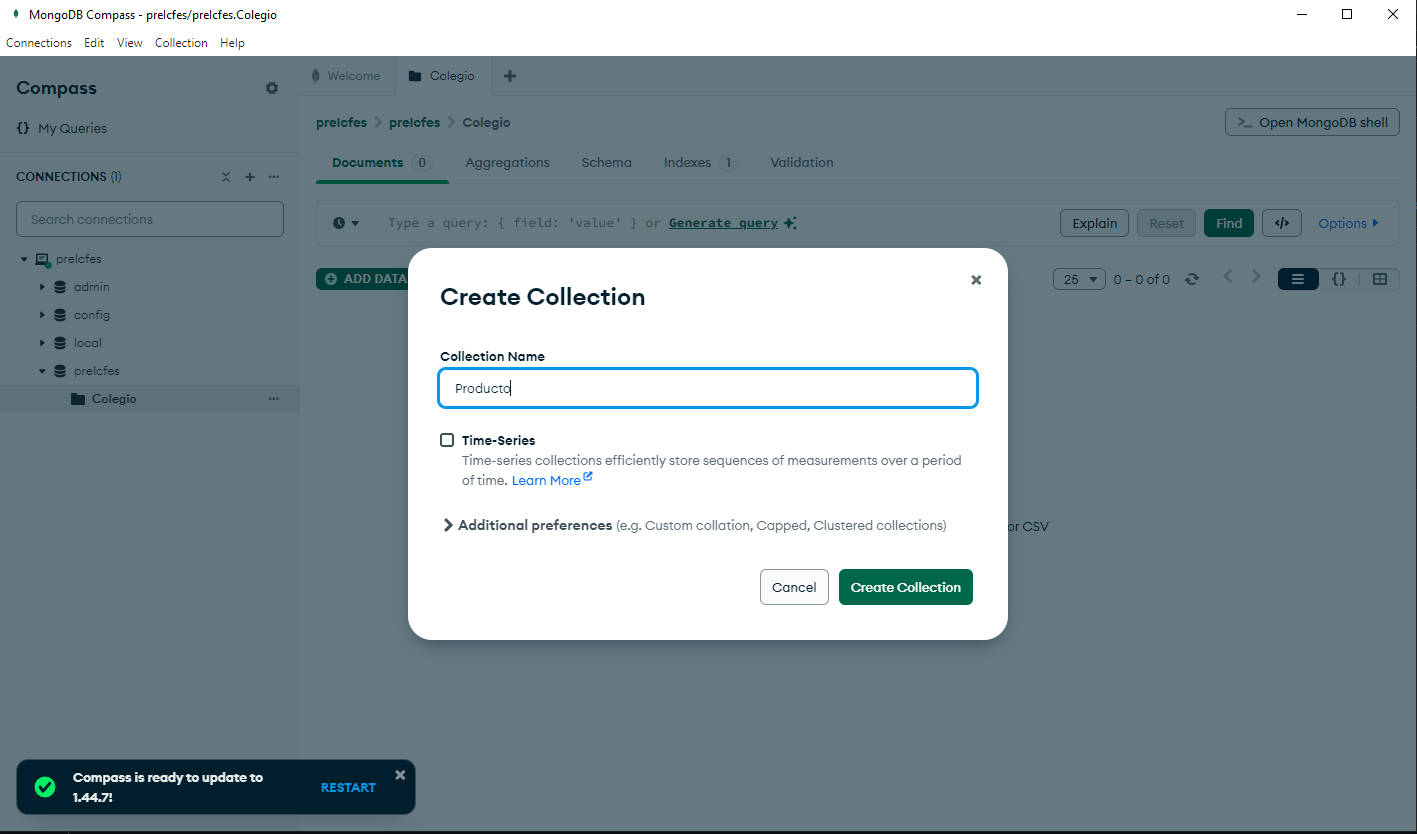 MongoDB Compass - prelcfes/prelcfes.Colegio
Connections Edit View Collection Help
Compass
My Queries
CONNECTIONS (1)
Search connections
prelcfes
admin
config
local
prelcfes
Colegio
Welcome
Colegio
prelcfes > prelcfes > Colegio
>_ Open MongoDB shell
Documents 0 Aggregations Schema Indexes 1 Validation
Type a query: { field: 'value' } or Generate query
Explain Reset Find </> Options
ADD DATA
25 0 – 0 of 0 {}
or CSV
Create Collection
Collection Name
Producto
Time-Series
Time-series collections efficiently store sequences of measurements over a period
of time. Learn More
Additional preferences (e.g. Custom collation, Capped, Clustered collections)
Cancel Create Collection
Compass is ready to update to
1.44.7!
RESTART